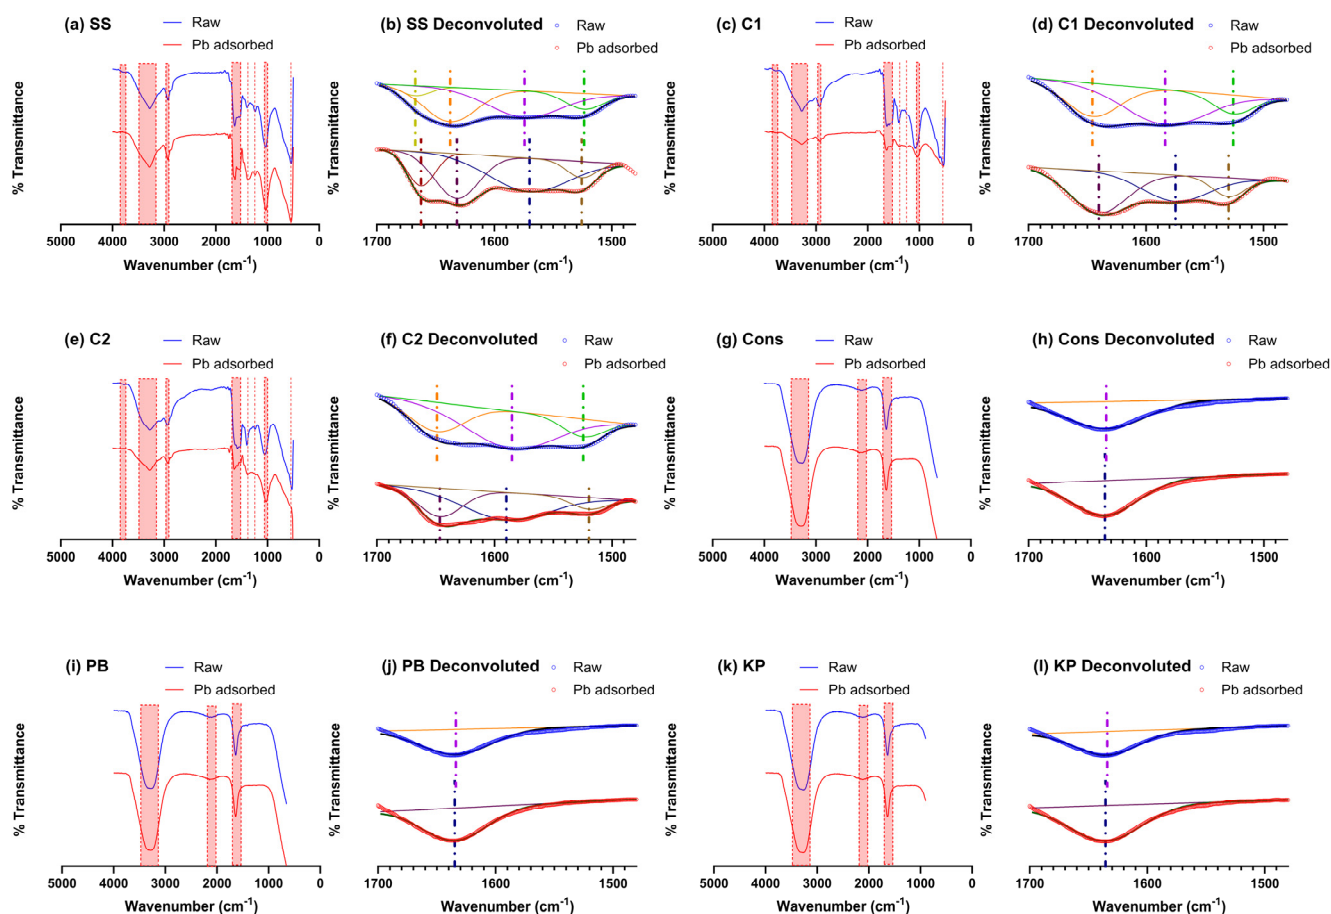 (a) SS
Raw
Pb adsorbed
% Transmittance
5000 4000 3000 2000 1000 0
Wavenumber (cm-1)
(b) SS Deconvoluted
Raw
Pb adsorbed
% Transmittance
1700 1600 1500
Wavenumber (cm-1)
(c) C1
Raw
Pb adsorbed
% Transmittance
5000 4000 3000 2000 1000 0
Wavenumber (cm-1)
(d) C1 Deconvoluted
Raw
Pb adsorbed
% Transmittance
1700 1600 1500
Wavenumber (cm-1)
(e) C2
Raw
Pb adsorbed
% Transmittance
5000 4000 3000 2000 1000 0
Wavenumber (cm-1)
(f) C2 Deconvoluted
Raw
Pb adsorbed
% Transmittance
1700 1600 1500
Wavenumber (cm-1)
(g) Cons
Raw
Pb adsorbed
% Transmittance
5000 4000 3000 2000 1000 0
Wavenumber (cm-1)
(h) Cons Deconvoluted
Raw
Pb adsorbed
% Transmittance
1700 1600 1500
Wavenumber (cm-1)
(i) PB
Raw
Pb adsorbed
% Transmittance
5000 4000 3000 2000 1000 0
Wavenumber (cm-1)
(j) PB Deconvoluted
Raw
Pb adsorbed
% Transmittance
1700 1600 1500
Wavenumber (cm-1)
(k) KP
Raw
Pb adsorbed
% Transmittance
5000 4000 3000 2000 1000 0
Wavenumber (cm-1)
(l) KP Deconvoluted
Raw
Pb adsorbed
% Transmittance
1700 1600 1500
Wavenumber (cm-1)